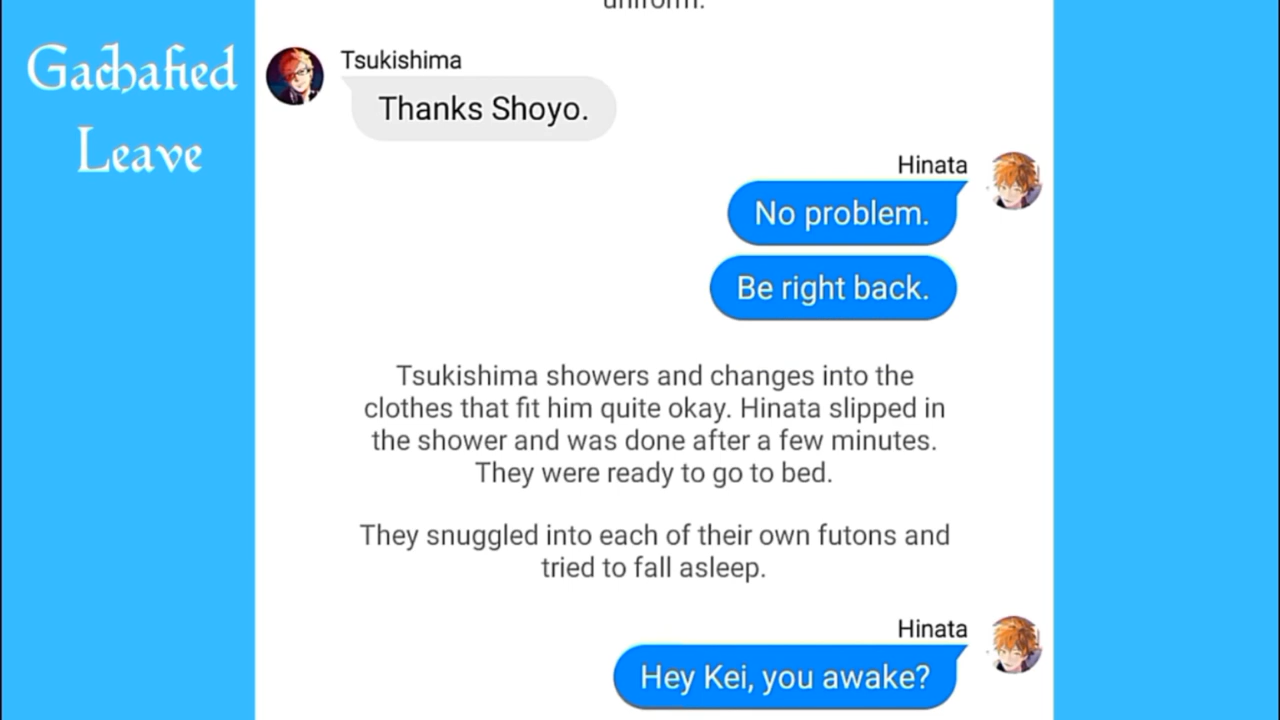 uniform.
Gachafied
Leave
Tsukishima
Thanks Shoyo.
Hinata
No problem.
Be right back.
Tsukishima showers and changes into the
clothes that fit him quite okay. Hinata slipped in
the shower and was done after a few minutes.
They were ready to go to bed.
They snuggled into each of their own futons and
tried to fall asleep.
Hinata
Hey Kei, you awake?